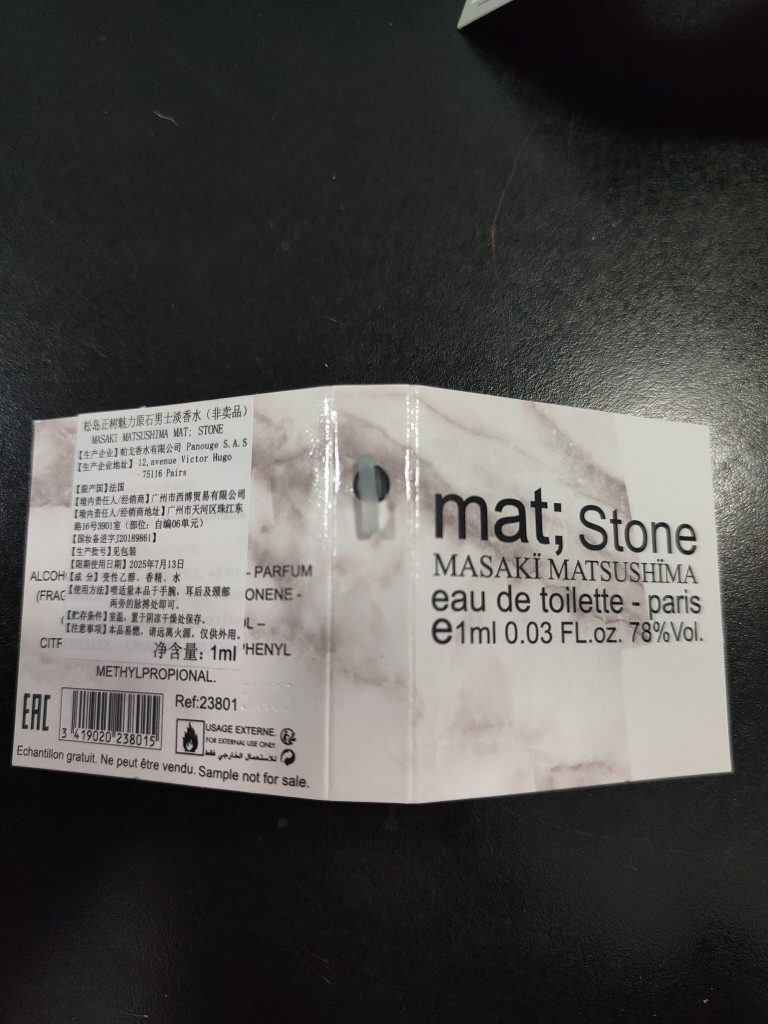 松岛正树魅力原石男士淡香水（非卖品）
MASAKI MATSUSHIMA MAT; STONE
【生产企业】帕戈香水有限公司 Panouge S.A.S
【生产企业地址】12,avenue Victor Hugo
-75116 Pairs
【原产国】法国
【境内责任人/经销商】广州市西博贸易有限公司
【境内责任人/经销商地址】广州市天河区珠江东
路16号3901室（部位：自编06单元）
【国妆备进字J20189861】
【生产批号】见包装
【限期使用日期】2025年7月13日
【成 分】变性乙醇、香精、水
【使用方法】喷适量本品于手腕，耳后及颈部
两旁的脉搏处即可。
【贮存条件】室温，置于阴凉干燥处保存。
【注意事项】本品易燃，请远离火源。仅供外用。
净含量：1ml
ALCOH - PARFUM
(FRAG ONENE -
OL –
CITR PHENYL
METHYLPROPIONAL.
EAC
3 419020 238015
Ref:23801
USAGE EXTERNE.
FOR EXTERNAL USE ONLY.
للاستعمال الخارجي فقط
Echantillon gratuit. Ne peut être vendu. Sample not for sale.
mat; Stone
MASAKÏ MATSUSHÏMA
eau de toilette - paris
e1ml 0.03 FL.oz. 78%Vol.